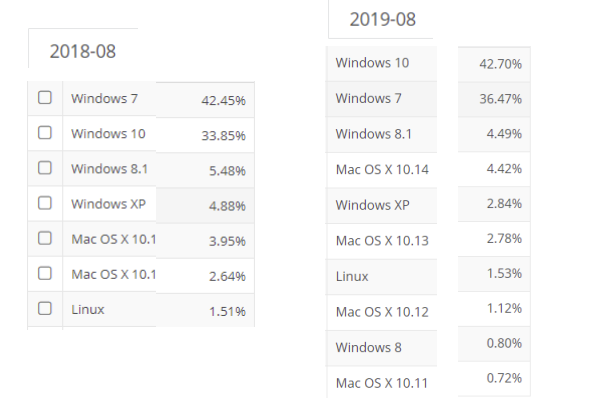 2018-08
Windows 7 42.45%
Windows 10 33.85%
Windows 8.1 5.48%
Windows XP 4.88%
Mac OS X 10.1 3.95%
Mac OS X 10.1 2.64%
Linux 1.51%
2019-08
Windows 10 42.70%
Windows 7 36.47%
Windows 8.1 4.49%
Mac OS X 10.14 4.42%
Windows XP 2.84%
Mac OS X 10.13 2.78%
Linux 1.53%
Mac OS X 10.12 1.12%
Windows 8 0.80%
Mac OS X 10.11 0.72%